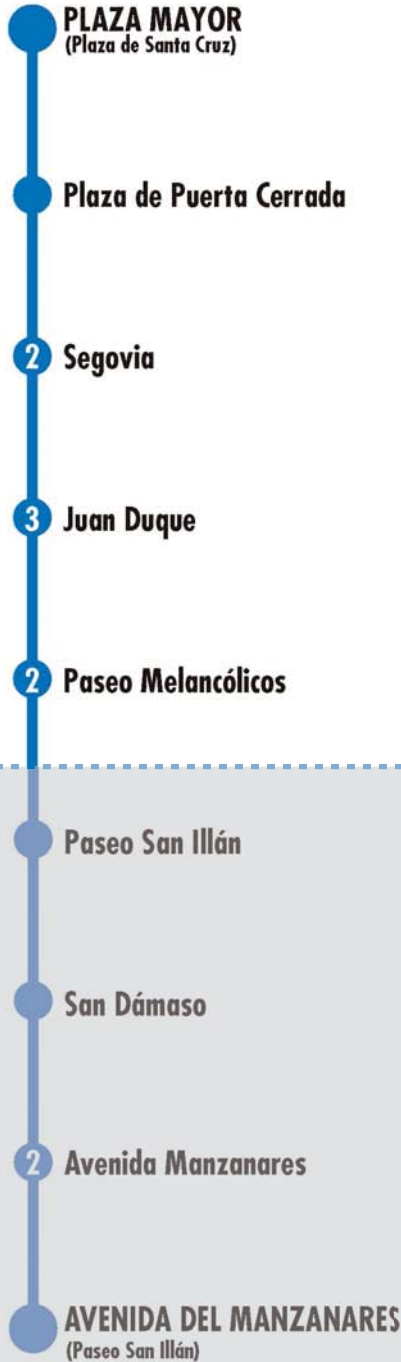 PLAZA MAYOR
(Plaza de Santa Cruz)
Plaza de Puerta Cerrada
2 Segovia
3 Juan Duque
2 Paseo Melancólicos
Paseo San Illán
San Dámaso
2 Avenida Manzanares
AVENIDA DEL MANZANARES
(Paseo San Illán)